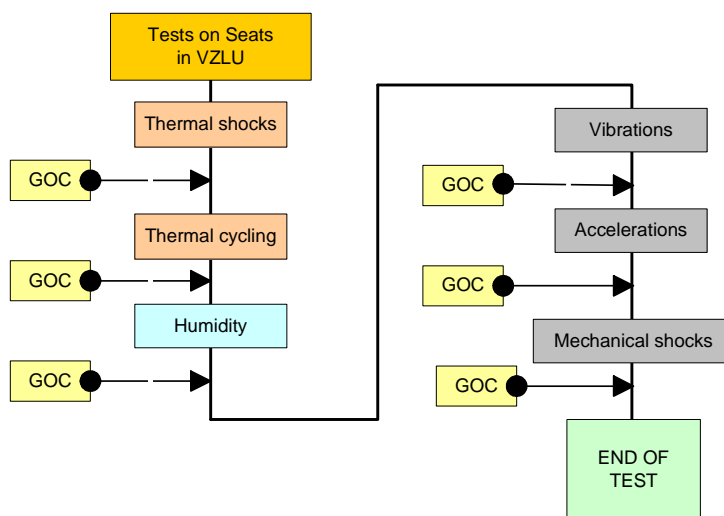 Tests on Seats
in VZLU
Thermal shocks
GOC
Thermal cycling
GOC
Humidity
GOC
Vibrations
GOC
Accelerations
GOC
Mechanical shocks
GOC
END OF
TEST